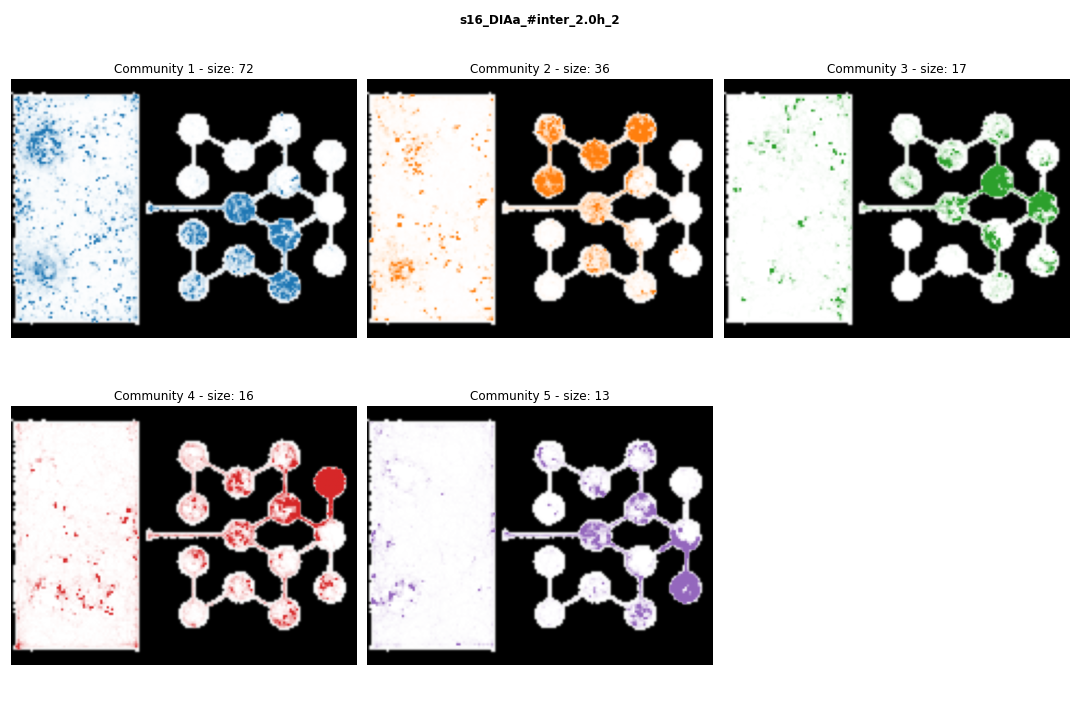 s16_DIAa_#inter_2.0h_2
Community 1 - size: 72
Community 2 - size: 36
Community 3 - size: 17
Community 4 - size: 16
Community 5 - size: 13